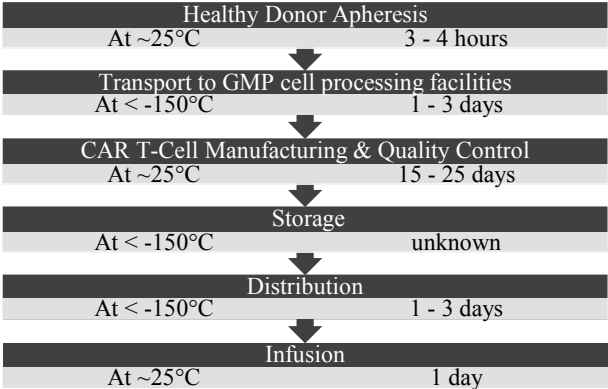 Healthy Donor Apheresis
At ~25°C 3 - 4 hours
Transport to GMP cell processing facilities
At < -150°C 1 - 3 days
CAR T-Cell Manufacturing & Quality Control
At ~25°C 15 - 25 days
Storage
At < -150°C unknown
Distribution
At < -150°C 1 - 3 days
Infusion
At ~25°C 1 day